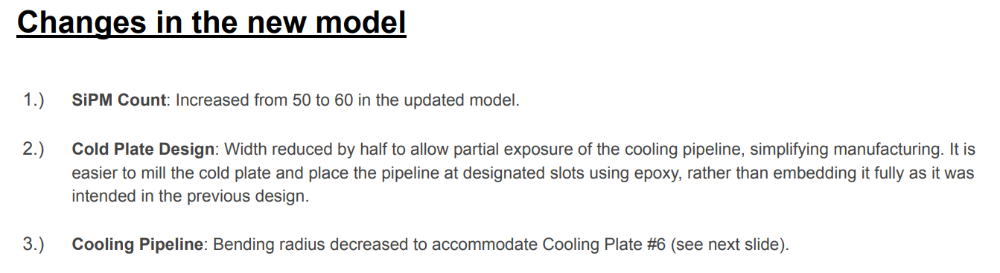 Changes in the new model
1.) SiPM Count: Increased from 50 to 60 in the updated model.
2.) Cold Plate Design: Width reduced by half to allow partial exposure of the cooling pipeline, simplifying manufacturing. It is
easier to mill the cold plate and place the pipeline at designated slots using epoxy, rather than embedding it fully as it was
intended in the previous design.
3.) Cooling Pipeline: Bending radius decreased to accommodate Cooling Plate #6 (see next slide).